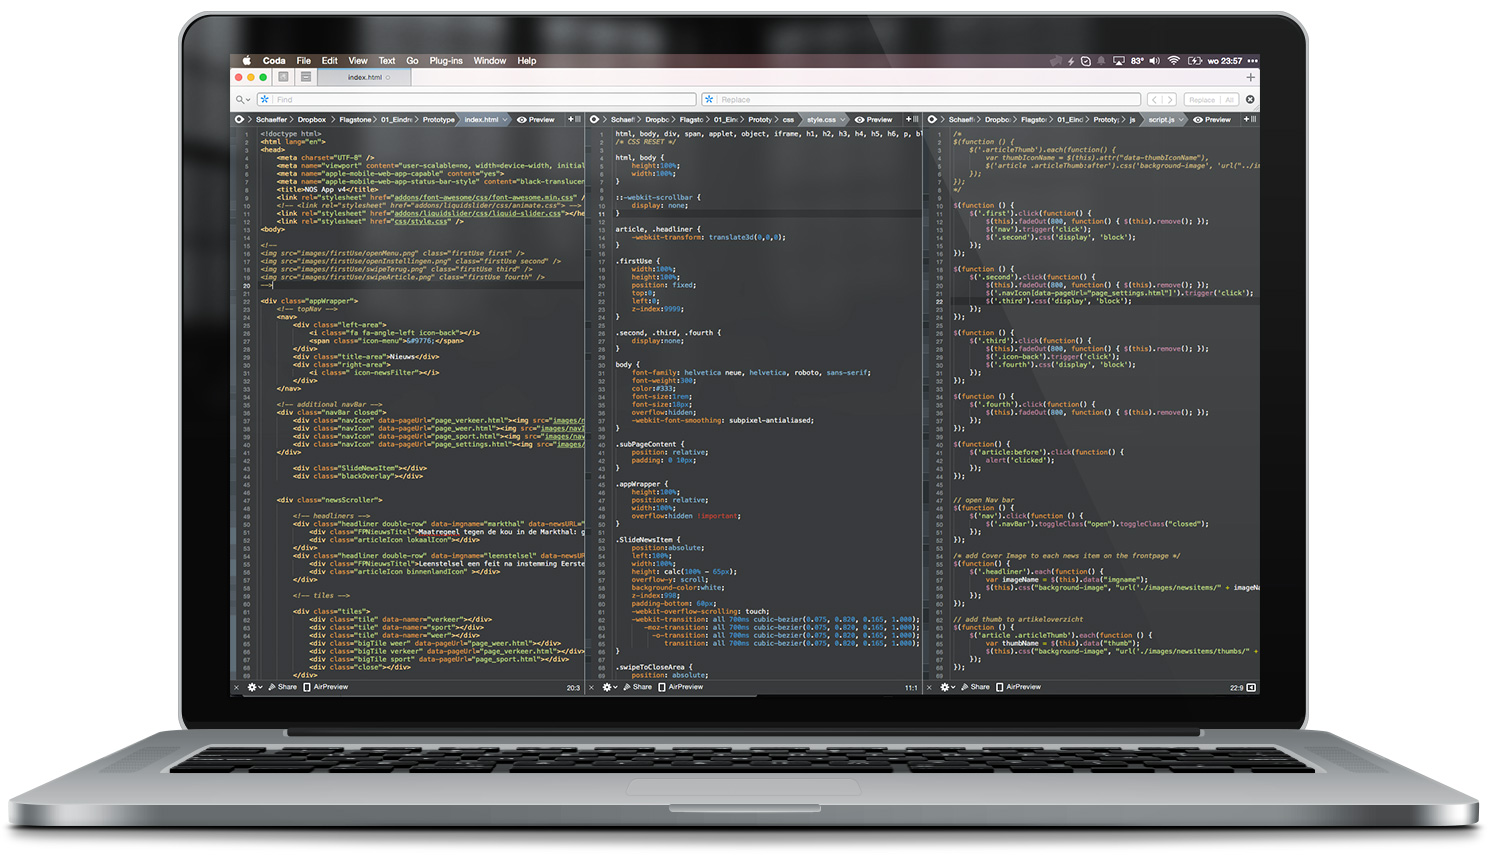 Coda File Edit View Text Go Plug-ins Window Help 83° wo 23:57
index.html
Find Replace Replace All
Schaeffer Dropbox Flagstone 01_Eindr Prototype index.html Preview
<!doctype html>
<html lang="en">
<head>
<meta charset="UTF-8" />
<meta name="viewport" content="user-scalable=no, width=device-width, initial
<meta name="apple-mobile-web-app-capable" content="yes">
<meta name="apple-mobile-web-app-status-bar-style" content="black-translucen
<title>NOS App v4</title>
<link rel="stylesheet" href="addons/font-awesome/css/font-awesome.min.css" /
<!-- <link rel="stylesheet" href="addons/liquidslider/css/animate.css"> -->
<link rel="stylesheet" href="addons/liquidslider/css/liquid-slider.css"></he
<link rel="stylesheet" href="css/style.css" />
<body>
<!--
<img src="images/firstUse/openMenu.png" class="firstUse first" />
<img src="images/firstUse/openInstellingen.png" class="firstUse second" />
<img src="images/firstUse/swipeTerug.png" class="firstUse third" />
<img src="images/firstUse/swipeArticle.png" class="firstUse fourth" />
-->
<div class="appWrapper">
<!-- topNav -->
<nav>
<div class="left-area">
<i class="fa fa-angle-left icon-back"></i>
<span class="icon-menu">&#9776;</span>
</div>
<div class="title-area">Nieuws</div>
<div class="right-area">
<i class=" icon-newsFilter"></i>
</div>
</nav>
<!-- additional navBar -->
<div class="navBar closed">
<div class="navIcon" data-pageUrl="page_verkeer.html"><img src="images/n
<div class="navIcon" data-pageUrl="page_weer.html"><img src="images/navI
<div class="navIcon" data-pageUrl="page_sport.html"><img src="images/nav
<div class="navIcon" data-pageUrl="page_settings.html"><img src="images/
</div>
<div class="SlideNewsItem"></div>
<div class="blackOverlay"></div>
<div class="newsScroller">
<!-- headliners -->
<div class="headliner double-row" data-imgname="markthal" data-newsURL="
<div class="FPNieuwsTitel">Maatregeel tegen de kou in de Markthal: g
<div class="articleIcon lokaalIcon"></div>
</div>
<div class="headliner double-row" data-imgname="leenstelsel" data-newsUR
<div class="FPNieuwsTitel">Leenstelsel een feit na instemming Eerste
<div class="articleIcon binnenlandIcon" ></div>
</div>
<!-- tiles -->
<div class="tiles">
<div class="tile" data-namer="verkeer"></div>
<div class="tile" data-namer="sport"></div>
<div class="tile" data-namer="weer"></div>
<div class="bigTile weer" data-pageUrl="page_weer.html"></div>
<div class="bigTile verkeer" data-pageUrl="page_verkeer.html"></div>
<div class="bigTile sport" data-pageUrl="page_sport.html"></div>
<div class="close"></div>
</div>
Share AirPreview 20:3
Schaeff Dropbo Flagst 01_Ein Prototy css style.css Preview
html, body, div, span, applet, object, iframe, h1, h2, h3, h4, h5, h6, p, bl
/* CSS RESET */
html, body {
height:100%;
width:100%;
}
::-webkit-scrollbar {
display: none;
}
article, .headliner {
-webkit-transform: translate3d(0,0,0);
}
.firstUse {
width:100%;
height:100%;
position: fixed;
top:0;
left:0;
z-index:9999;
}
.second, .third, .fourth {
display:none;
}
body {
font-family: helvetica neue, helvetica, roboto, sans-serif;
font-weight:300;
color:#333;
font-size:1rem;
font-size:18px;
overflow:hidden;
-webkit-font-smoothing: subpixel-antialiased;
}
.subPageContent {
position: relative;
padding: 0 10px;
}
.appWrapper {
height:100%;
position: relative;
width:100%;
overflow:hidden !important;
}
.SlideNewsItem {
position:absolute;
left:100%;
width:100%;
height: calc(100% - 65px);
overflow-y: scroll;
background-color:white;
z-index:998;
padding-bottom: 60px;
-webkit-overflow-scrolling: touch;
-webkit-transition: all 700ms cubic-bezier(0.075, 0.820, 0.165, 1.000);
-moz-transition: all 700ms cubic-bezier(0.075, 0.820, 0.165, 1.000);
-o-transition: all 700ms cubic-bezier(0.075, 0.820, 0.165, 1.000);
transition: all 700ms cubic-bezier(0.075, 0.820, 0.165, 1.000);
}
.swipeToCloseArea {
position: absolute;
Share AirPreview 11:1
Schaeffl Dropbo Flagst 01_Ein Prototy js script.js Preview
/*
$(function () {
$('.articleThumb').each(function() {
var thumbIconName = $(this).attr("data-thumbIconName"),
$('article .articleThumb:after').css('background-image', 'url("../im
});
});
*/
$(function() {
$('.first').click(function() {
$(this).fadeOut(800, function() { $(this).remove(); });
$('nav').trigger('click');
$('.second').css('display', 'block');
});
});
$(function() {
$('.second').click(function() {
$(this).fadeOut(800, function() { $(this).remove(); });
$('.navIcon[data-pageUrl="page_settings.html"]').trigger('click');
$('.third').css('display', 'block');
});
});
$(function () {
$('.third').click(function() {
$(this).fadeOut(800, function() { $(this).remove(); });
$('.icon-back').trigger('click');
$('.fourth').css('display', 'block');
});
});
$(function () {
$('.fourth').click(function() {
$(this).fadeOut(800, function() { $(this).remove(); });
});
});
$(function() {
$('article:before').click(function() {
alert('clicked');
});
});
// open Nav bar
$(function() {
$('nav').click(function () {
$('.navBar').toggleClass("open").toggleClass("closed");
});
});
/* add Cover Image to each news item on the frontpage */
$(function() {
$('.headliner').each(function() {
var imageName = $(this).data("imgname");
$(this).css("background-image", "url('./images/newsitems/" + imageNa
});
});
// add thumb to artikeloverzicht
$(function () {
$('article .articleThumb').each(function () {
var thumbName = $(this).data("thumb");
$(this).css("background-image", "url('./images/newsitems/thumbs/" +
});
});
Share AirPreview 22:9